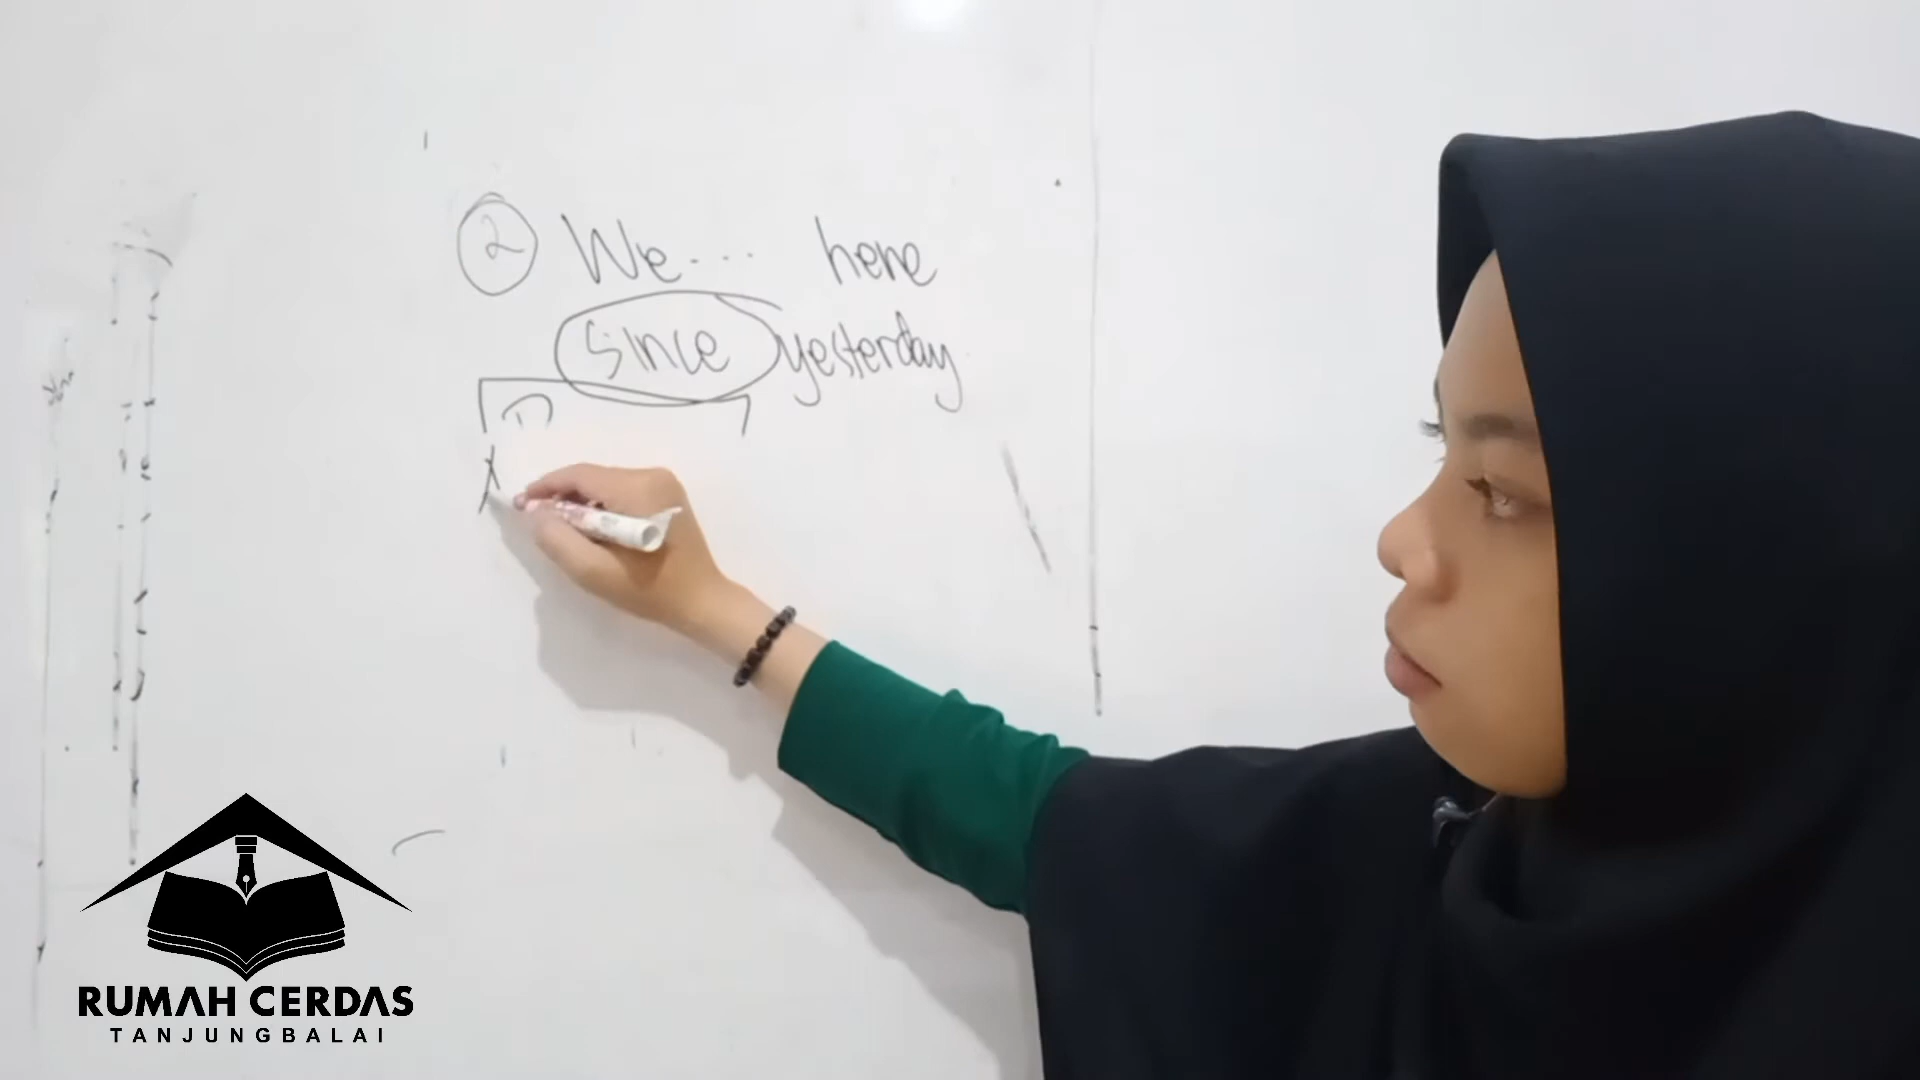 2 We.... here
since yesterday
RUMAH CERDAS
TANJUNGBALAI